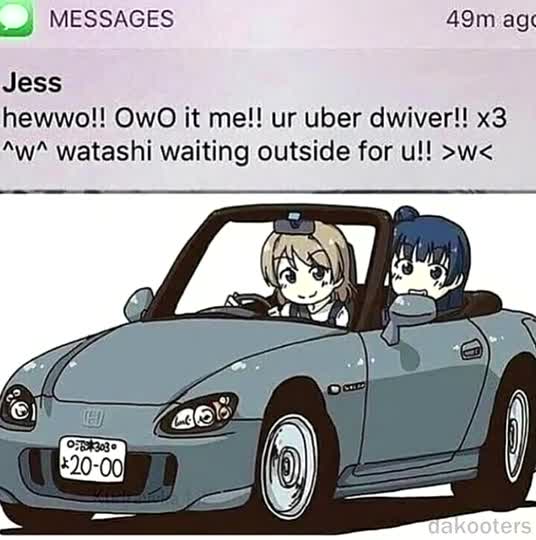 MESSAGES
49m ago
Jess
hewwo!! OwO it me!! ur uber dwiver!! x3
^w^ watashi waiting outside for u!! >w<
20-00
dakooters